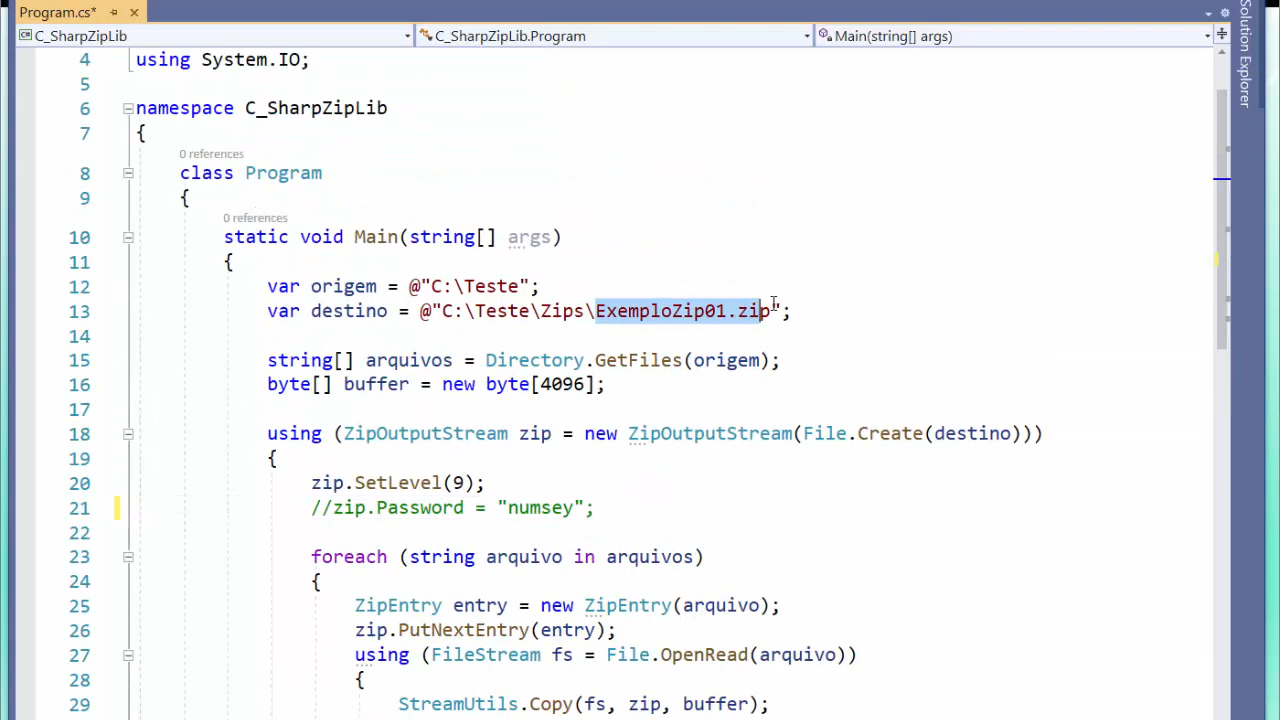 Program.cs*
Solution Explorer
C_SharpZipLib C_SharpZipLib.Program Main(string[] args)
4 using System.IO;
5
6 namespace C_SharpZipLib
7 {
0 references
8 class Program
9 {
0 references
10 static void Main(string[] args)
11 {
12 var origem = @"C:\Teste";
13 var destino = @"C:\Teste\Zips\ExemploZip01.zip";
14
15 string[] arquivos = Directory.GetFiles(origem);
16 byte[] buffer = new byte[4096];
17
18 using (ZipOutputStream zip = new ZipOutputStream(File.Create(destino)))
19 {
20 zip.SetLevel(9);
21 //zip.Password = "numsey";
22
23 foreach (string arquivo in arquivos)
24 {
25 ZipEntry entry = new ZipEntry(arquivo);
26 zip.PutNextEntry(entry);
27 using (FileStream fs = File.OpenRead(arquivo))
28 {
29 StreamUtils.Copy(fs, zip, buffer);